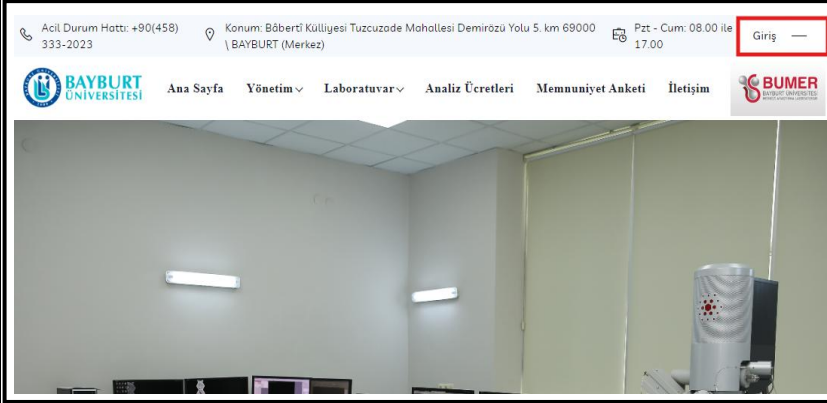 Acil Durum Hattı: +90(458)
333-2023
Konum: Bâbertî Külliyesi Tuzcuzade Mahallesi Demirözü Yolu 5. km 69000
\ BAYBURT (Merkez)
Pzt - Cum: 08.00 ile
17.00
Giriş
BAYBURT
ÜNİVERSİTESİ
Ana Sayfa Yönetim Laboratuvar Analiz Ücretleri Memnuniyet Anketi İletişim
BUMER
BAYBURT ÜNİVERSİTESİ